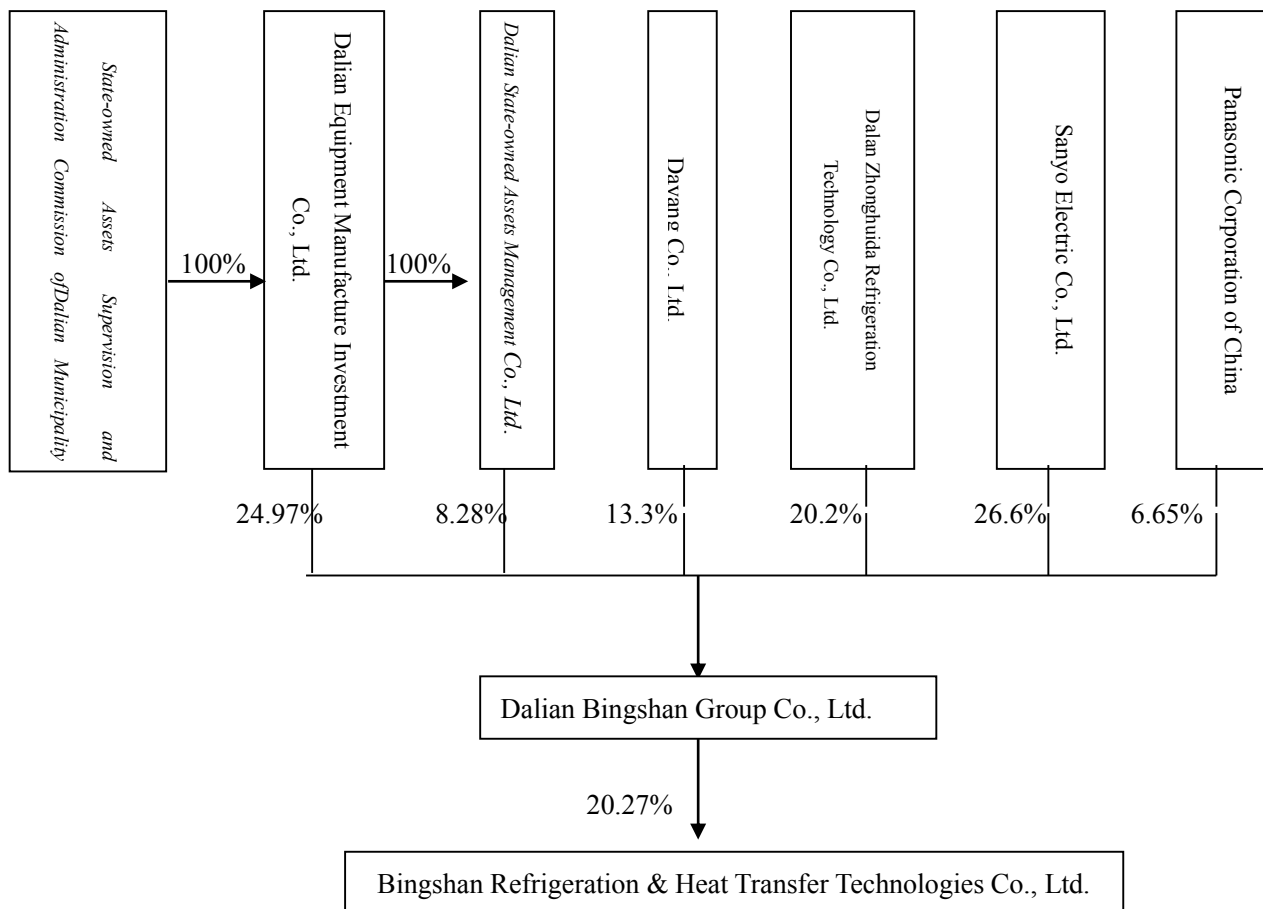 State-owned Assets Supervision and
Administration Commission ofDalian Municipality
100%
Dalian Equipment Manufacture Investment
Co., Ltd.
100%
Dalian State-owned Assets Management Co., Ltd.
Dayang Co., Ltd.
Dalan Zhonghuida Refrigeration
Technology Co., Ltd.
Sanyo Electric Co., Ltd.
Panasonic Corporation of China
24.97%
8.28%
13.3%
20.2%
26.6%
6.65%
Dalian Bingshan Group Co., Ltd.
20.27%
Bingshan Refrigeration & Heat Transfer Technologies Co., Ltd.